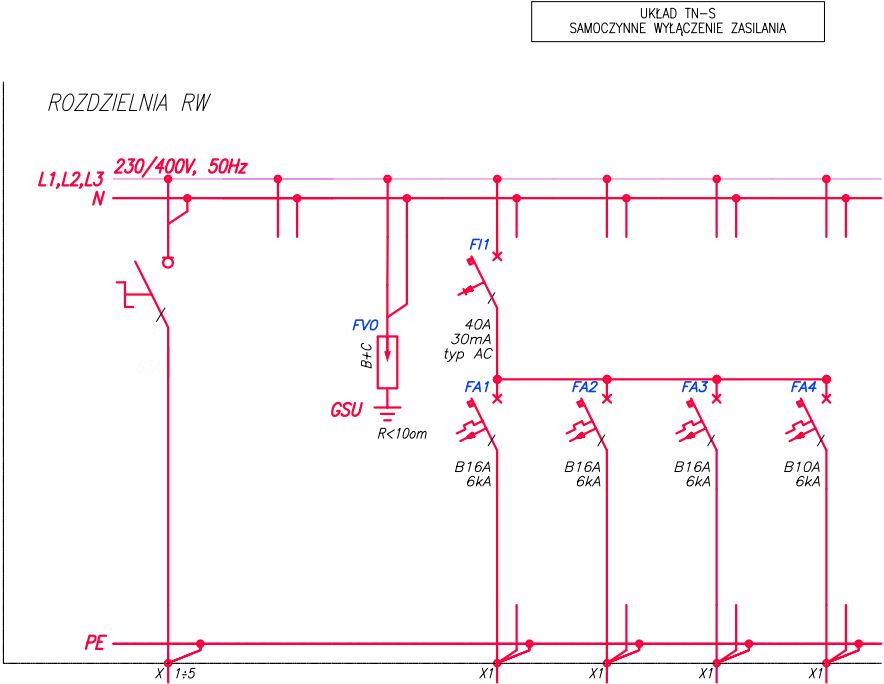 UKŁAD TN-S
SAMOCZYNNE WYŁĄCZENIE ZASILANIA
ROZDZIELNIA RW
230/400V, 50Hz
L1,L2,L3
N
FI1
40A
30mA
typ AC
FV0
B+C
GSU
R<10om
FA1
FA2
FA3
FA4
B16A
6kA
B16A
6kA
B16A
6kA
B10A
6kA
PE
X 1÷5
X1
X1
X1
X1